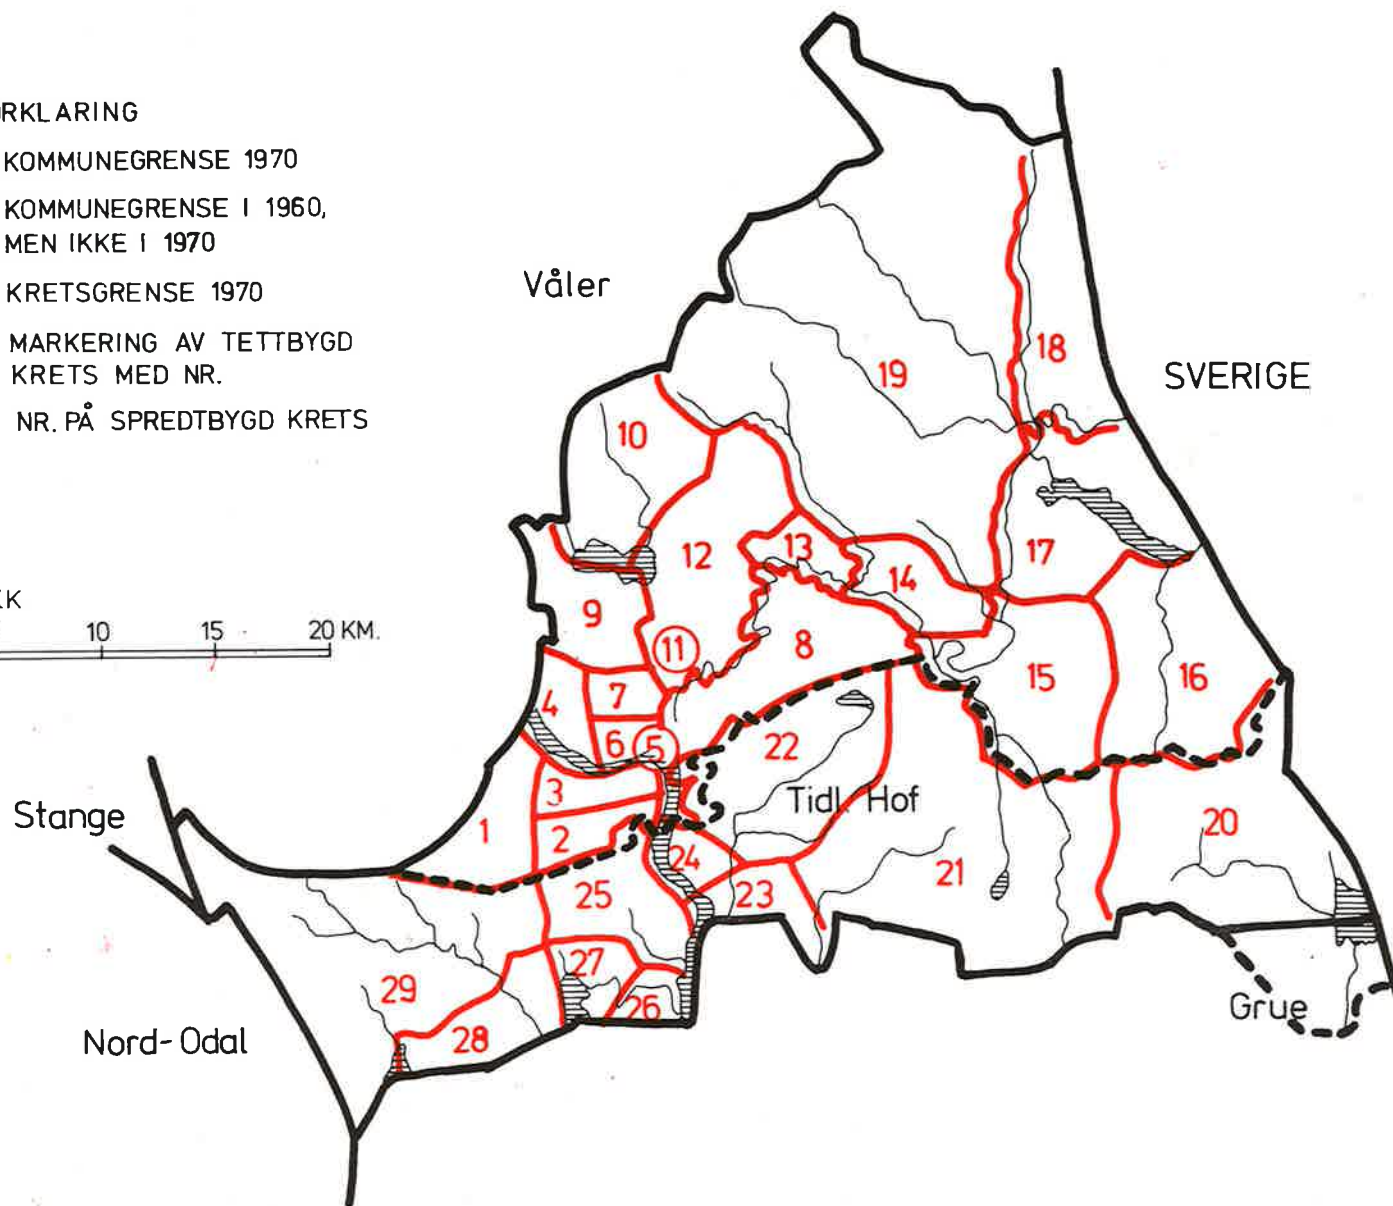 RKLARING
KOMMUNEGRENSE 1970
KOMMUNEGRENSE I 1960,
MEN IKKE I 1970
KRETSGRENSE 1970
MARKERING AV TETTBYGD
KRETS MED NR.
NR. PÅ SPREDTBYGD KRETS
10 15 20 KM.
Våler
SVERIGE
Stange
Nord-Odal
Tidl. Hof
Grue
18
19
10
12
13
17
14
9
11
8
15
16
4
7
6
5
22
3
1
2
24
20
21
25
23
27
29
26
28